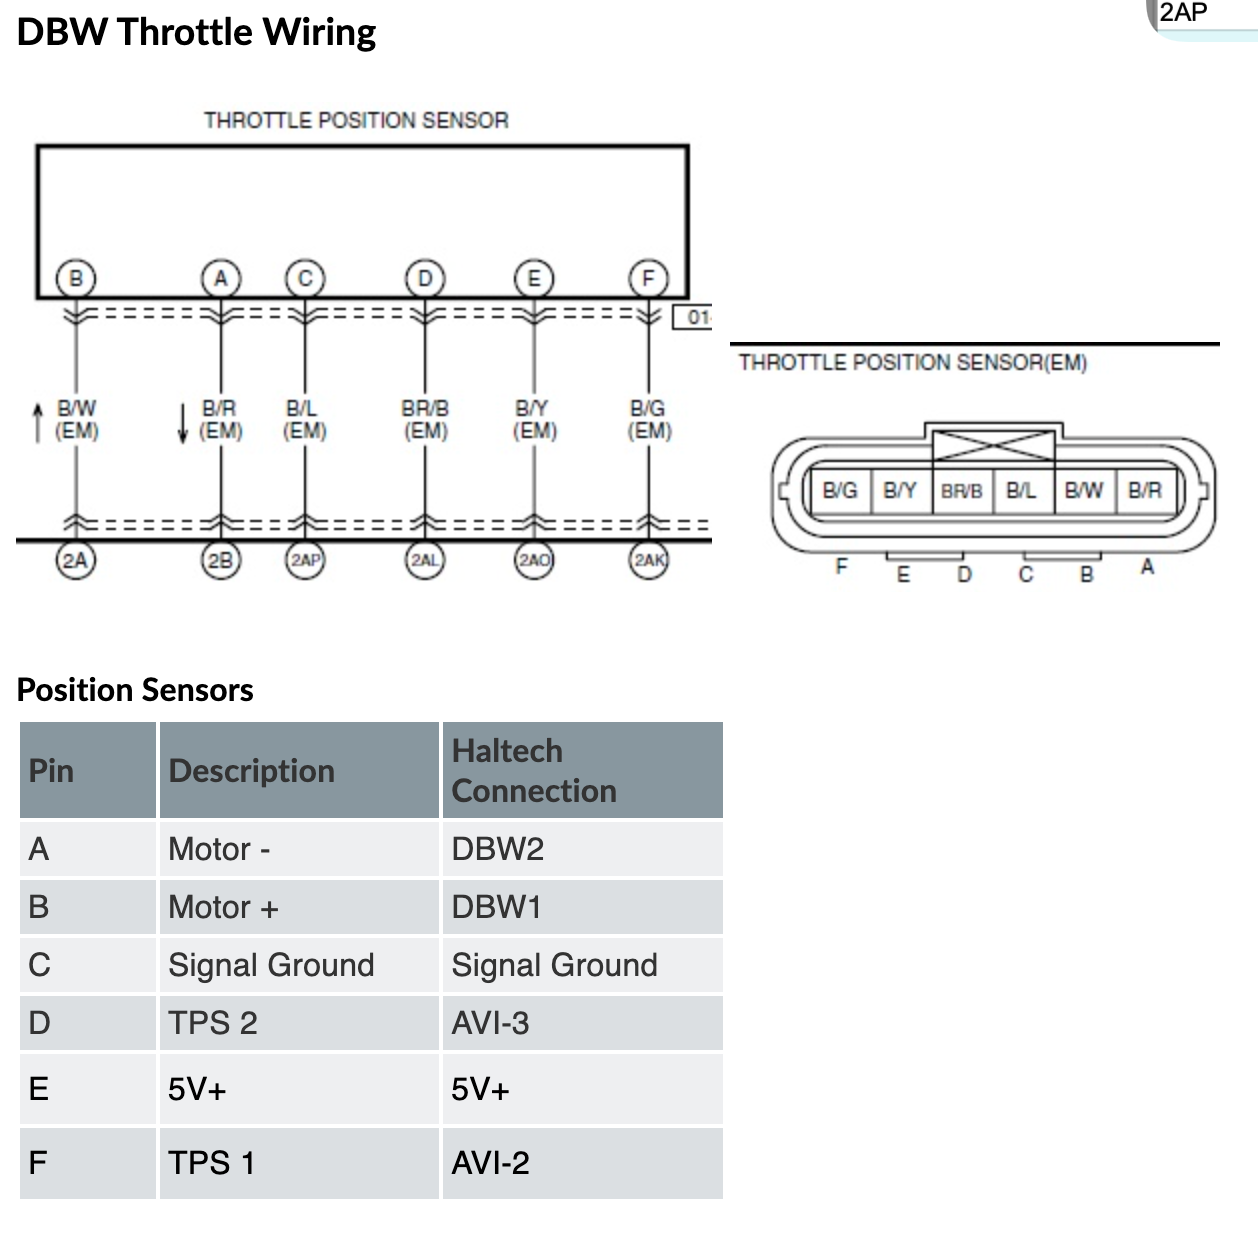 DBW Throttle Wiring
2AP
THROTTLE POSITION SENSOR
B A C D E F
01
B/W B/R B/L BR/B B/Y B/G
(EM) (EM) (EM) (EM) (EM) (EM)
2A 2B 2AP 2AL 2AO 2AK
THROTTLE POSITION SENSOR(EM)
B/G B/Y BR/B B/L B/W B/R
F E D C B A
Position Sensors
Pin Description Haltech Connection
A Motor - DBW2
B Motor + DBW1
C Signal Ground Signal Ground
D TPS 2 AVI-3
E 5V+ 5V+
F TPS 1 AVI-2